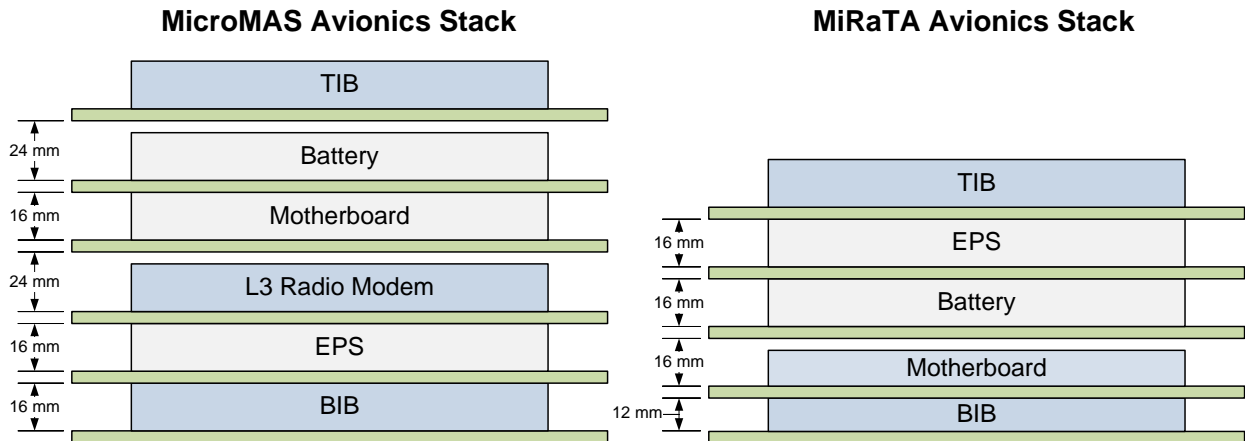 MicroMAS Avionics Stack
TIB
24 mm
Battery
16 mm
Motherboard
24 mm
L3 Radio Modem
16 mm
EPS
16 mm
BIB
MiRaTA Avionics Stack
TIB
16 mm
EPS
16 mm
Battery
16 mm
Motherboard
12 mm
BIB